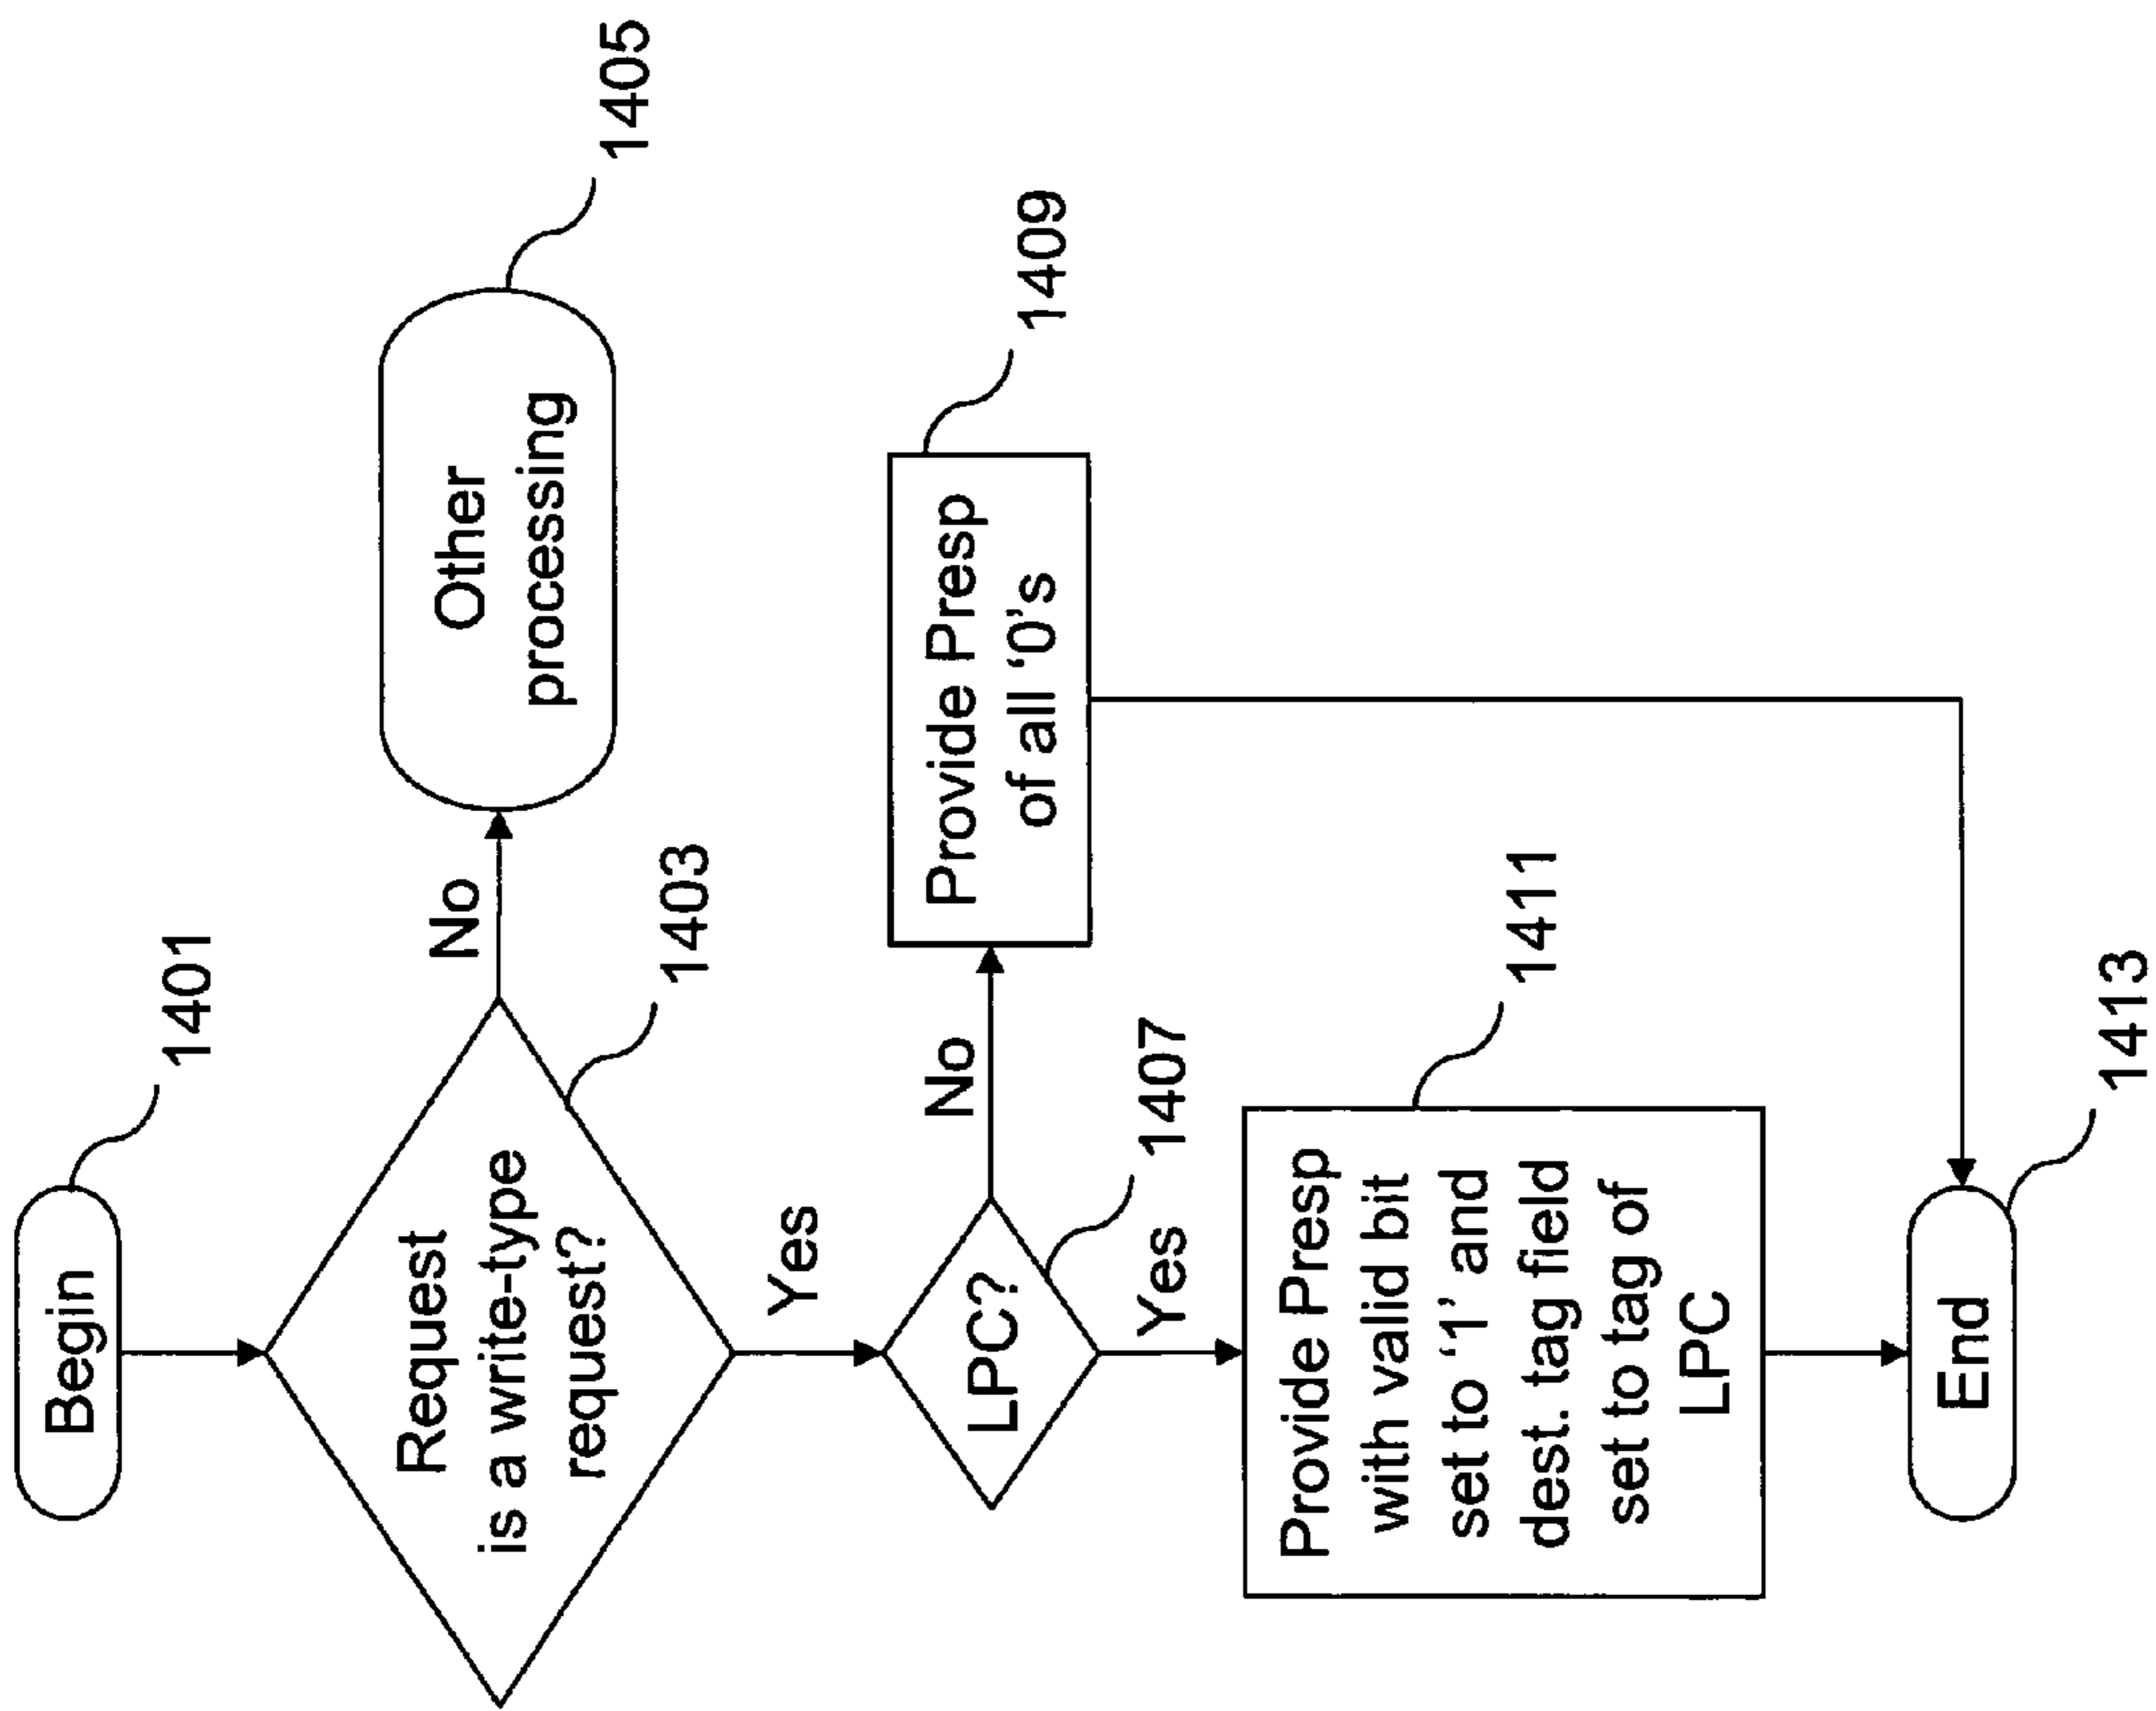 Begin
1401
Request
is a write-type
request?
1403
No
Other
processing
1405
Yes
LPC?
1407
No
Provide Presp
of all ‘0’s
1409
Yes
Provide Presp
with valid bit
set to ‘1’ and
dest. tag field
set to tag of
LPC
1411
End
1413